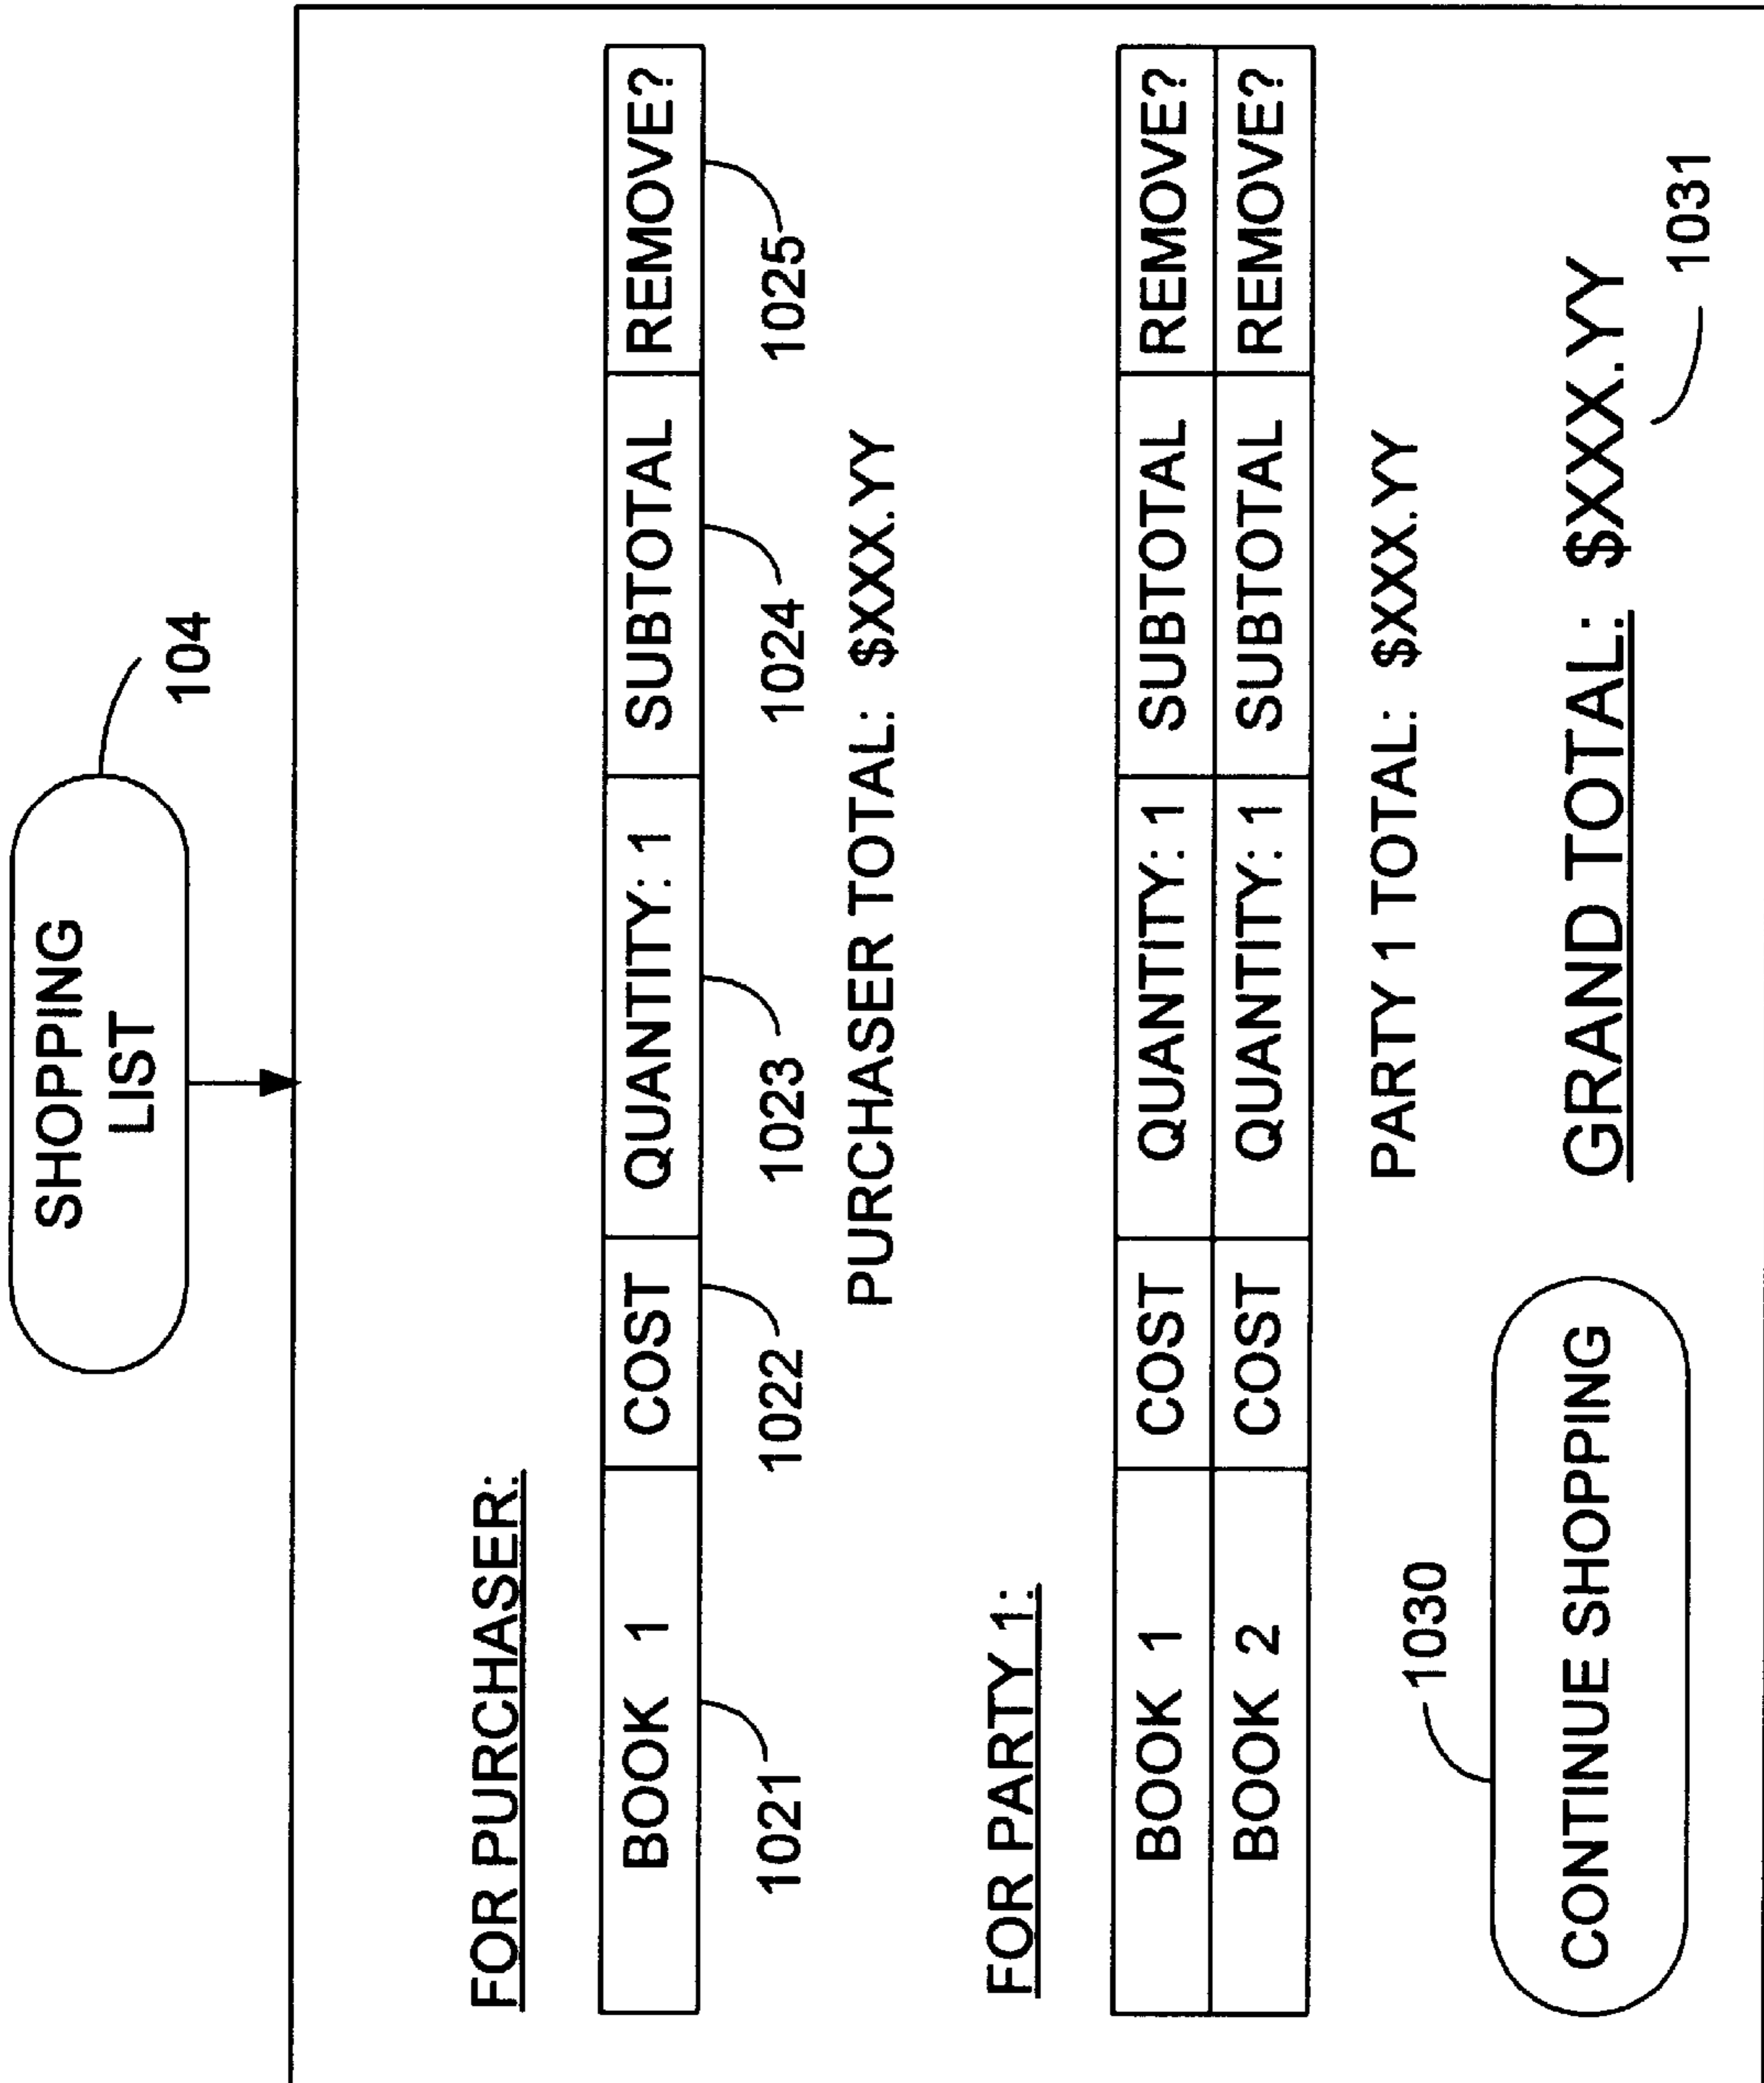 SHOPPING
LIST
104
FOR PURCHASER:
BOOK 1 COST QUANTITY: 1 SUBTOTAL REMOVE?
1021 1022 1023 1024 1025
PURCHASER TOTAL: $XXX.YY
FOR PARTY 1:
BOOK 1 COST QUANTITY: 1 SUBTOTAL REMOVE?
BOOK 2 COST QUANTITY: 1 SUBTOTAL REMOVE?
PARTY 1 TOTAL: $XXX.YY
1030
CONTINUE SHOPPING
GRAND TOTAL: $XXX.YY
1031